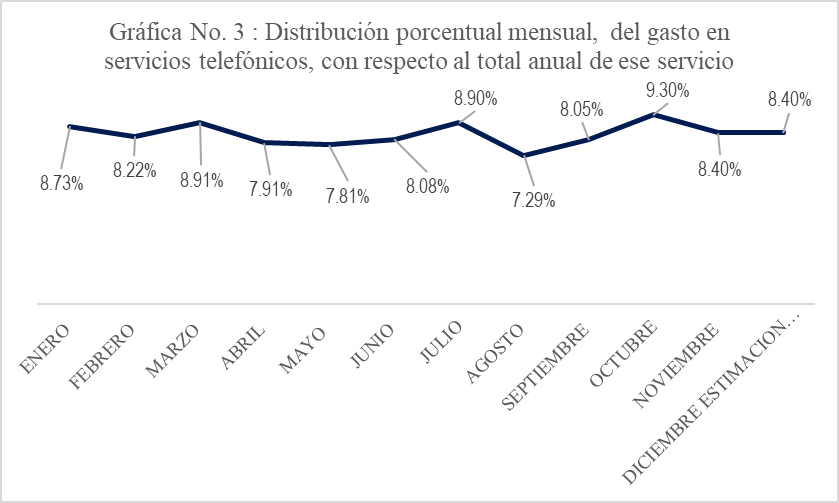 Gráfica No. 3 : Distribución porcentual mensual, del gasto en
servicios telefónicos, con respecto al total anual de ese servicio
8.73%
8.22%
8.91%
7.91%
7.81%
8.08%
8.90%
7.29%
8.05%
9.30%
8.40%
8.40%
ENERO
FEBRERO
MARZO
ABRIL
MAYO
JUNIO
JULIO
AGOSTO
SEPTIEMBRE
OCTUBRE
NOVIEMBRE
DICIEMBRE ESTIMACION…